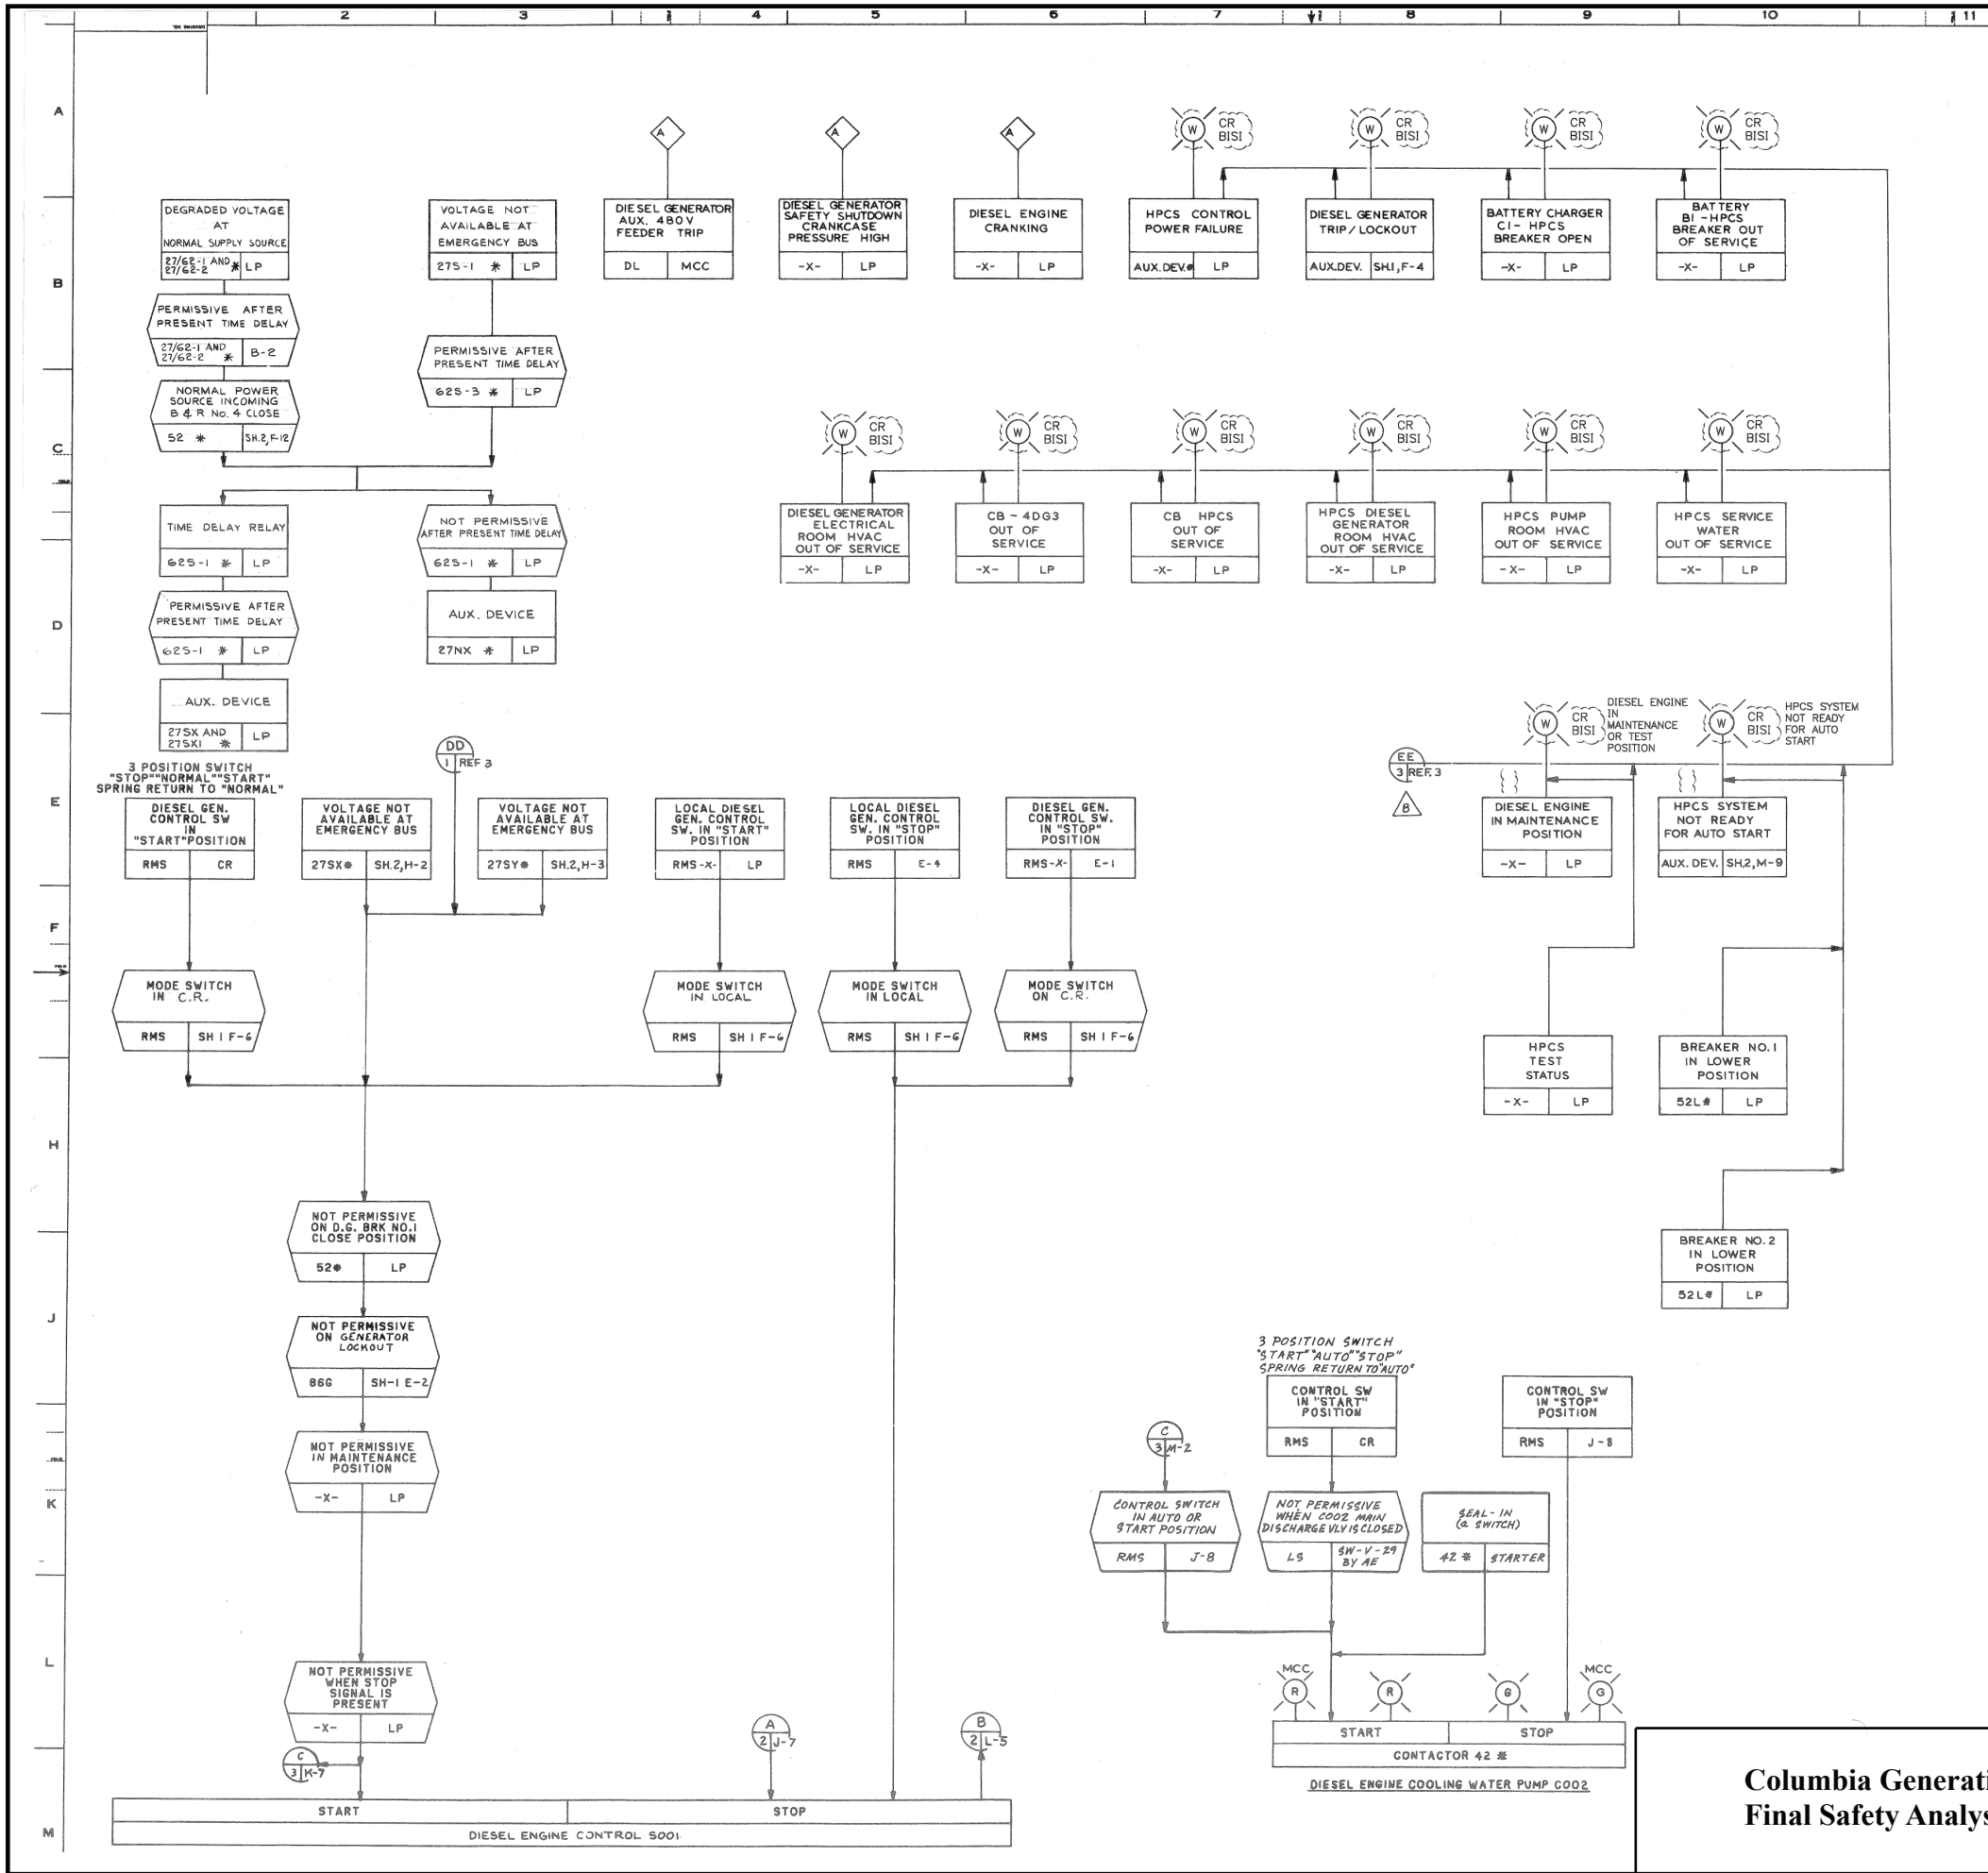 2
3
4
5
6
7
8
9
10
11
A
B
C
D
E
F
H
J
K
L
M
A
A
A
W
CR
BISI
W
CR
BISI
W
CR
BISI
W
CR
BISI
DEGRADED VOLTAGE
AT
NORMAL SUPPLY SOURCE
27/62-1 AND
27/62-2 *
LP
VOLTAGE NOT
AVAILABLE AT
EMERGENCY BUS
27S-1 *
LP
DIESEL GENERATOR
AUX. 480V
FEEDER TRIP
DL
MCC
DIESEL GENERATOR
SAFETY SHUTDOWN
CRANKCASE
PRESSURE HIGH
-X-
LP
DIESEL ENGINE
CRANKING
-X-
LP
HPCS CONTROL
POWER FAILURE
AUX.DEV.*
LP
DIESEL GENERATOR
TRIP/LOCKOUT
AUX.DEV.
SH.1,F-4
BATTERY CHARGER
C1- HPCS
BREAKER OPEN
-X-
LP
BATTERY
B1 -HPCS
BREAKER OUT
OF SERVICE
-X-
LP
PERMISSIVE AFTER
PRESENT TIME DELAY
27/62-1 AND
27/62-2 *
B-2
PERMISSIVE AFTER
PRESENT TIME DELAY
62S-3 *
LP
NORMAL POWER
SOURCE INCOMING
B & R No. 4 CLOSE
52 *
SH.2,F-12
W
CR
BISI
W
CR
BISI
W
CR
BISI
W
CR
BISI
W
CR
BISI
W
CR
BISI
TIME DELAY RELAY
62S-1 *
LP
NOT PERMISSIVE
AFTER PRESENT TIME DELAY
62S-1 *
LP
DIESEL GENERATOR
ELECTRICAL
ROOM HVAC
OUT OF SERVICE
-X-
LP
CB - 4DG3
OUT OF
SERVICE
-X-
LP
CB HPCS
OUT OF
SERVICE
-X-
LP
HPCS DIESEL
GENERATOR
ROOM HVAC
OUT OF SERVICE
-X-
LP
HPCS PUMP
ROOM HVAC
OUT OF SERVICE
-X-
LP
HPCS SERVICE
WATER
OUT OF SERVICE
-X-
LP
PERMISSIVE AFTER
PRESENT TIME DELAY
62S-1 *
LP
AUX. DEVICE
27NX *
LP
AUX. DEVICE
27SX AND
27SX1 *
LP
DD
1
REF 3
W
CR
BISI
DIESEL ENGINE
IN
MAINTENANCE
OR TEST
POSITION
W
CR
BISI
HPCS SYSTEM
NOT READY
FOR AUTO
START
EE
3
REF.3
8
3 POSITION SWITCH
"STOP""NORMAL""START"
SPRING RETURN TO "NORMAL"
DIESEL GEN.
CONTROL SW
IN
"START"POSITION
RMS
CR
VOLTAGE NOT
AVAILABLE AT
EMERGENCY BUS
27SX*
SH.2,H-2
VOLTAGE NOT
AVAILABLE AT
EMERGENCY BUS
27SY*
SH.2,H-3
LOCAL DIESEL
GEN. CONTROL
SW. IN "START"
POSITION
RMS-X-
LP
LOCAL DIESEL
GEN. CONTROL
SW. IN "STOP"
POSITION
RMS
E-4
DIESEL GEN.
CONTROL SW.
IN "STOP"
POSITION
RMS-X-
E-1
DIESEL ENGINE
IN MAINTENANCE
POSITION
-X-
LP
HPCS SYSTEM
NOT READY
FOR AUTO START
AUX. DEV.
SH.2,M-9
MODE SWITCH
IN C.R.
RMS
SH 1 F-6
MODE SWITCH
IN LOCAL
RMS
SH 1 F-6
MODE SWITCH
IN LOCAL
RMS
SH 1 F-6
MODE SWITCH
ON C.R.
RMS
SH 1 F-6
HPCS
TEST
STATUS
-X-
LP
BREAKER NO.1
IN LOWER
POSITION
52L*
LP
NOT PERMISSIVE
ON D.G. BRK NO.1
CLOSE POSITION
52*
LP
BREAKER NO.2
IN LOWER
POSITION
52L*
LP
NOT PERMISSIVE
ON GENERATOR
LOCKOUT
86G
SH-1 E-2
3 POSITION SWITCH
"START" "AUTO" "STOP"
SPRING RETURN TO "AUTO"
CONTROL SW
IN "START"
POSITION
RMS
CR
CONTROL SW
IN "STOP"
POSITION
RMS
J-8
NOT PERMISSIVE
IN MAINTENANCE
POSITION
-X-
LP
C
3
M-2
CONTROL SWITCH
IN AUTO OR
START POSITION
RMS
J-8
NOT PERMISSIVE
WHEN C002 MAIN
DISCHARGE VLV IS CLOSED
LS
SW-V-29
BY AE
SEAL-IN
(a SWITCH)
42 *
STARTER
NOT PERMISSIVE
WHEN STOP
SIGNAL IS
PRESENT
-X-
LP
MCC
R
R
G
MCC
G
START
STOP
CONTACTOR 42 *
DIESEL ENGINE COOLING WATER PUMP C002
C
3
K-7
A
2
J-7
B
2
L-5
START
STOP
DIESEL ENGINE CONTROL S001
Columbia Generati
Final Safety Analys